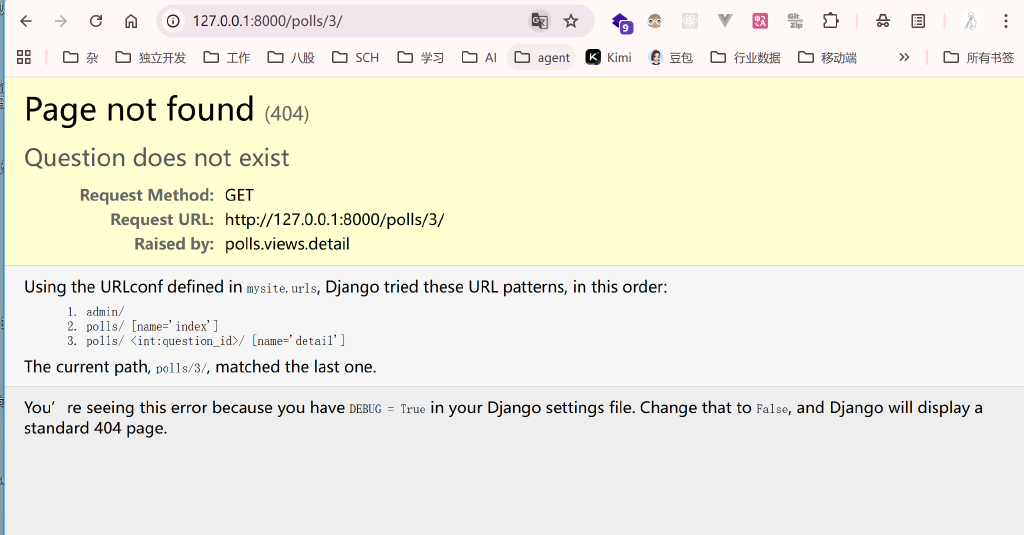 127.0.0.1:8000/polls/3/
9
杂 独立开发 工作 八股 SCH 学习 AI agent Kimi 豆包 行业数据 移动端 » 所有书签
Page not found (404)
Question does not exist
Request Method: GET
Request URL: http://127.0.0.1:8000/polls/3/
Raised by: polls.views.detail
Using the URLconf defined in mysite.urls, Django tried these URL patterns, in this order:
1. admin/
2. polls/ [name='index']
3. polls/ <int:question_id>/ [name='detail']
The current path, polls/3/, matched the last one.
You're seeing this error because you have DEBUG = True in your Django settings file. Change that to False, and Django will display a
standard 404 page.